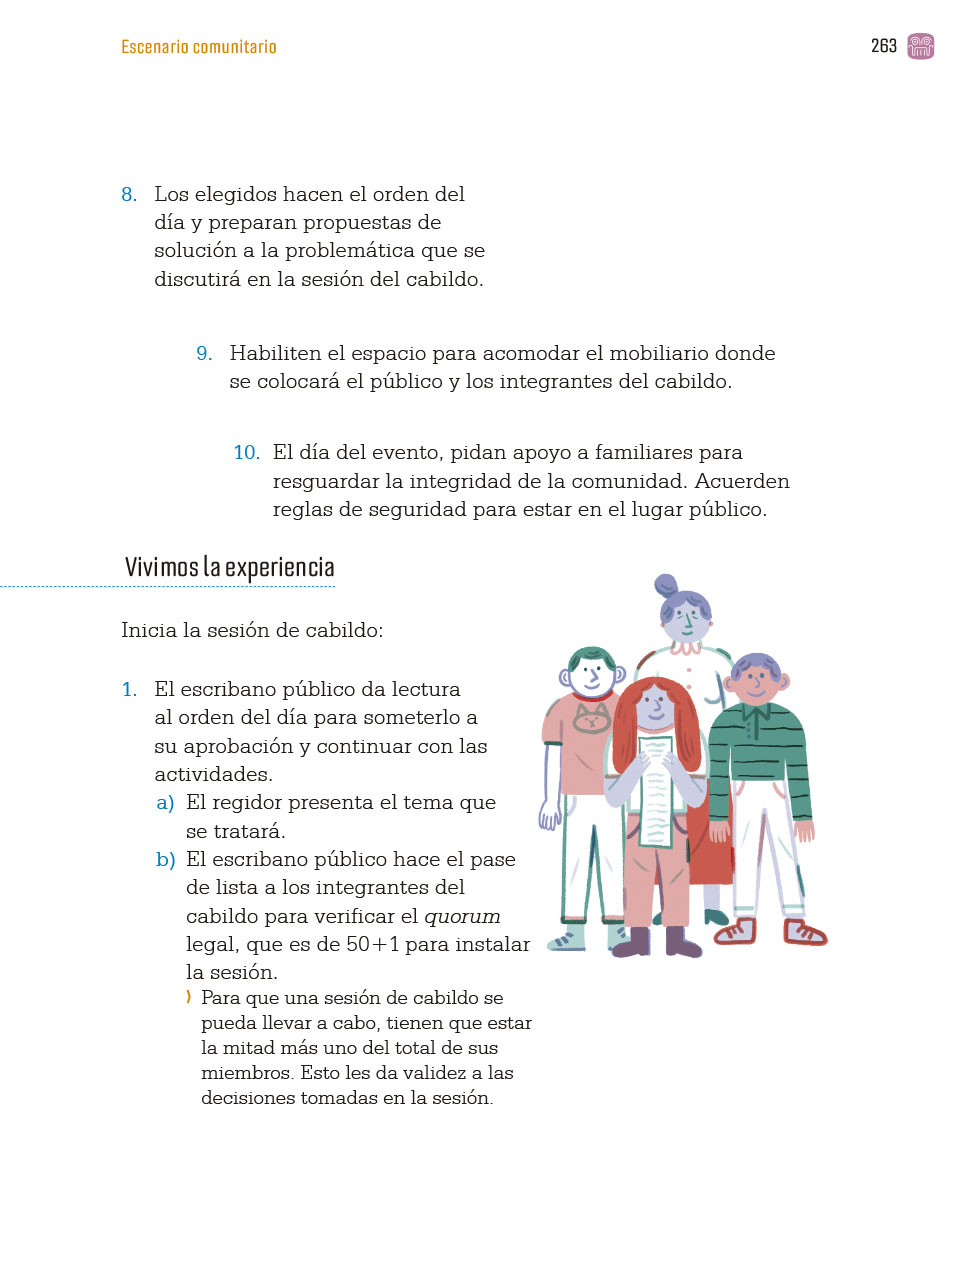 Escenario comunitario
263
8. Los elegidos hacen el orden del
día y preparan propuestas de
solución a la problemática que se
discutirá en la sesión del cabildo.
9. Habiliten el espacio para acomodar el mobiliario donde
se colocará el público y los integrantes del cabildo.
10. El día del evento, pidan apoyo a familiares para
resguardar la integridad de la comunidad. Acuerden
reglas de seguridad para estar en el lugar público.
Vivimos la experiencia
Inicia la sesión de cabildo:
1. El escribano público da lectura
al orden del día para someterlo a
su aprobación y continuar con las
actividades.
a) El regidor presenta el tema que
se tratará.
b) El escribano público hace el pase
de lista a los integrantes del
cabildo para verificar el quorum
legal, que es de 50+1 para instalar
la sesión.
Para que una sesión de cabildo se
pueda llevar a cabo, tienen que estar
la mitad más uno del total de sus
miembros. Esto les da validez a las
decisiones tomadas en la sesión.